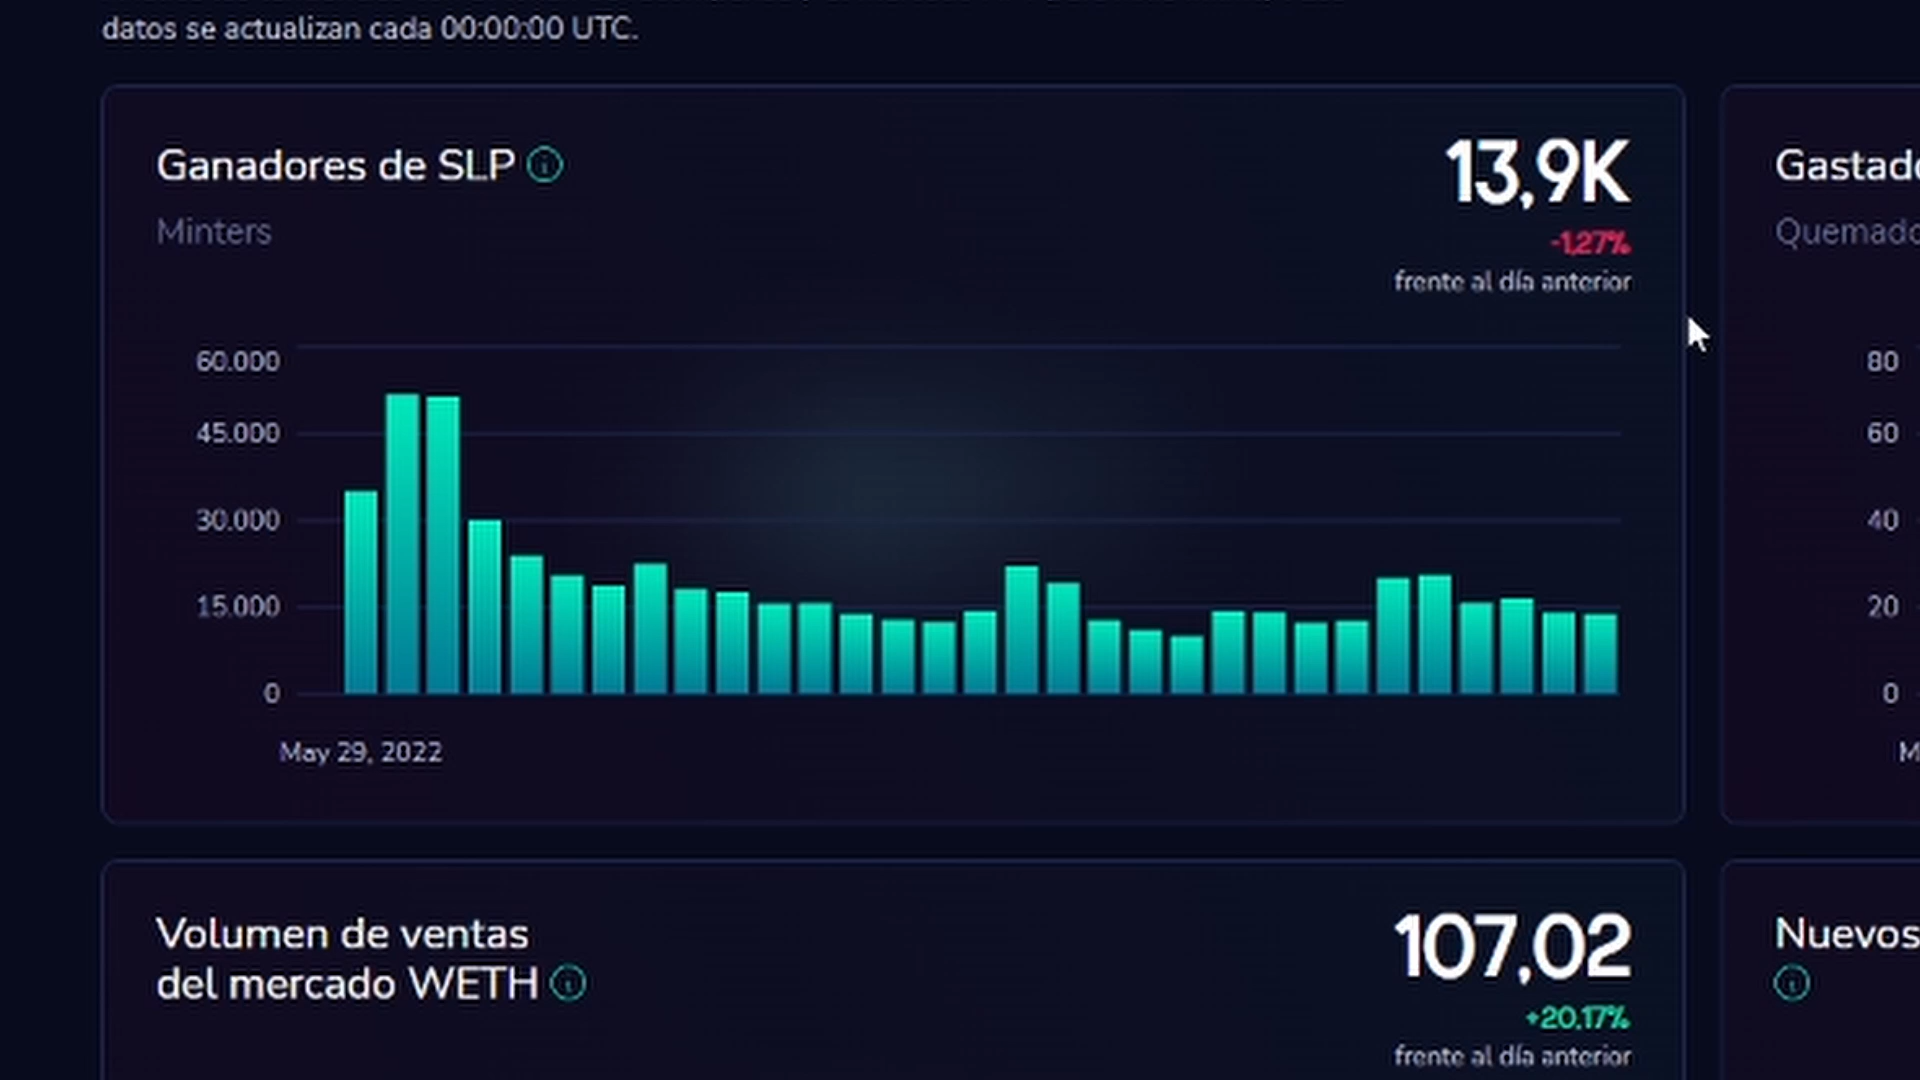 datos se actualizan cada 00:00:00 UTC.
Ganadores de SLP
Minters
13,9K
-1,27%
frente al día anterior
60.000
45.000
30.000
15.000
0
May 29, 2022
80
60
40
20
0
Volumen de ventas
del mercado WETH
107,02
+20,17%
frente al día anterior
Nuevos